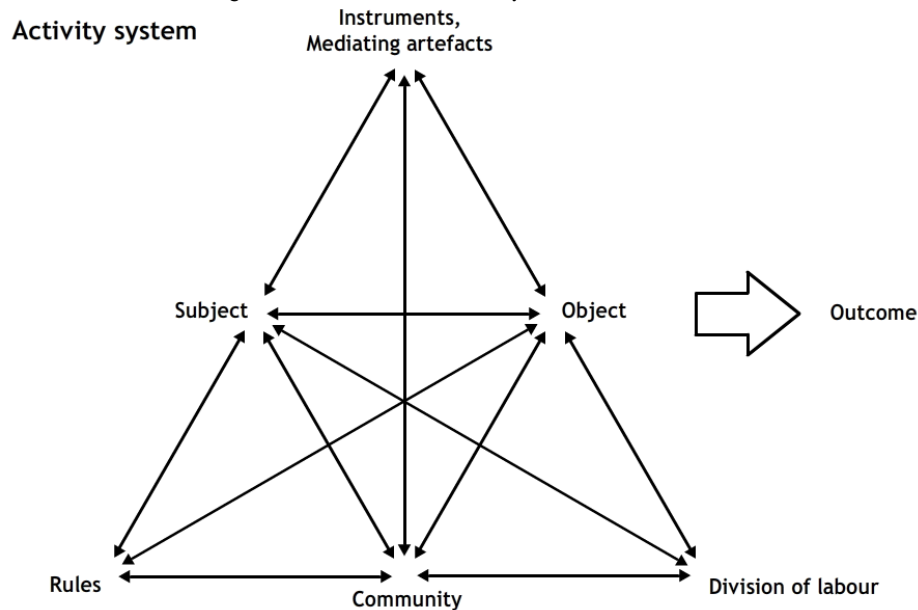 Activity system
Instruments,
Mediating artefacts
Subject
Object
Outcome
Rules
Community
Division of labour